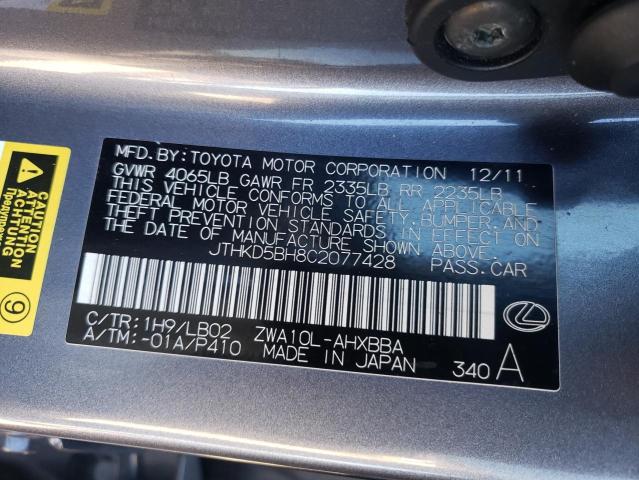 MFD.BY:TOYOTA MOTOR CORPORATION 12/11
GVWR 4065LB GAWR FR 2335LB RR 2235LB
THIS VEHICLE CONFORMS TO ALL APPLICABLE
FEDERAL MOTOR VEHICLE SAFETY,BUMPER,AND
THEFT PREVENTION STANDARDS IN EFFECT ON
THE DATE OF MANUFACTURE SHOWN ABOVE.
JTHKD5BH8C2077428 PASS.CAR
C/TR:1H9/LB02 ZWA10L-AHXBBA
A/TM:-01A/P410 MADE IN JAPAN 340 A
CAUTION
9